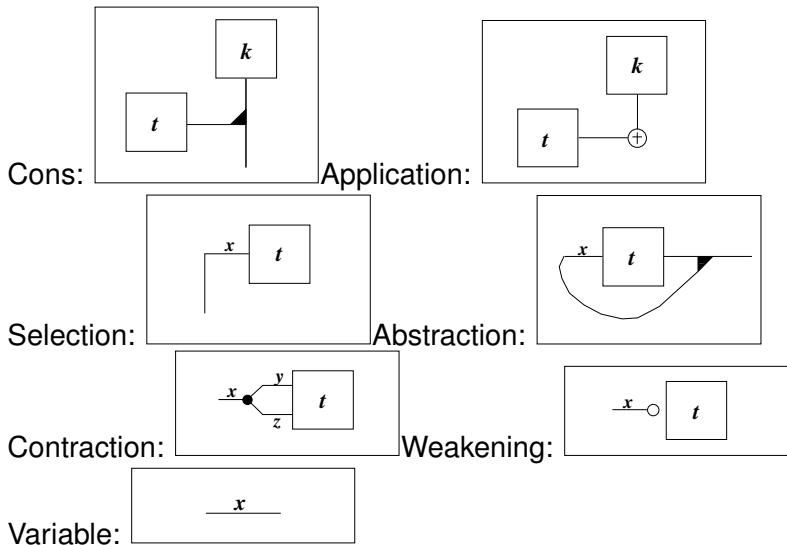 k
k
t
t
Cons: Application:
x t
x t
Selection: Abstraction:
y
x t
z
x t
Contraction: Weakening:
x
Variable: